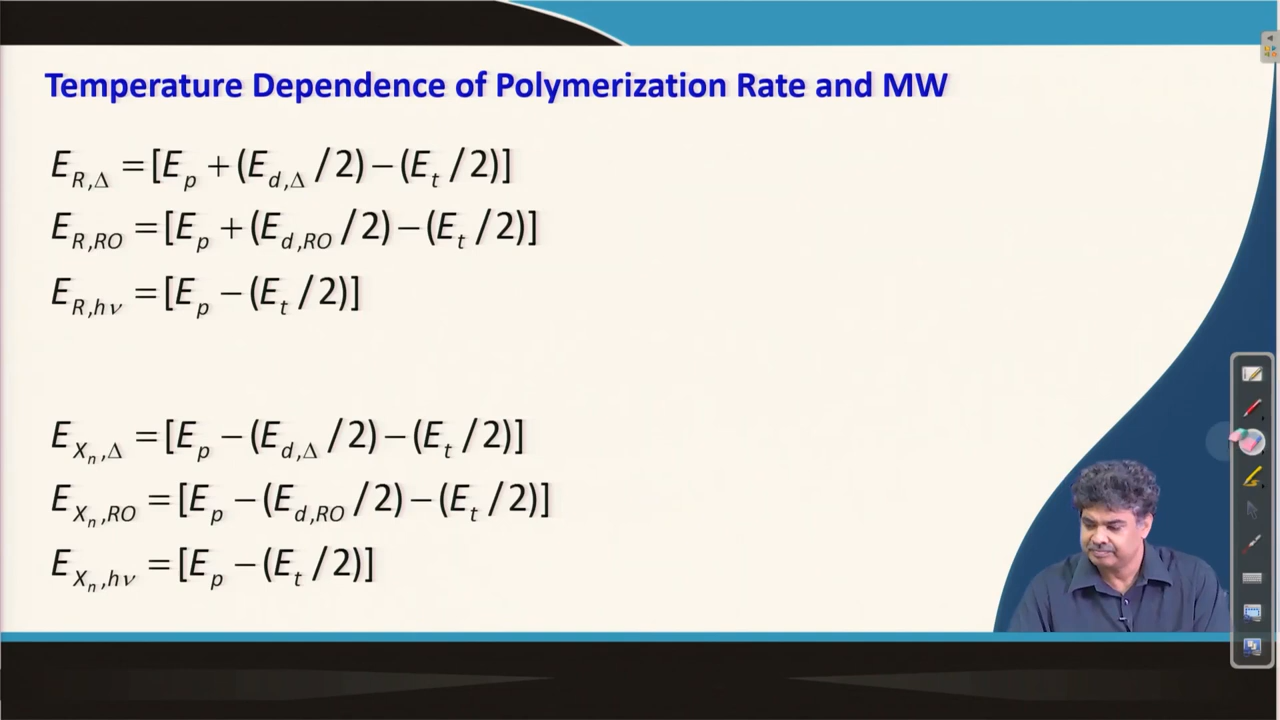 Temperature Dependence of Polymerization Rate and MW
E_{R,Δ} = [E_p + (E_{d,Δ} / 2) − (E_t / 2)]
E_{R,RO} = [E_p + (E_{d,RO} / 2) − (E_t / 2)]
E_{R,hν} = [E_p − (E_t / 2)]
E_{X_n,Δ} = [E_p − (E_{d,Δ} / 2) − (E_t / 2)]
E_{X_n,RO} = [E_p − (E_{d,RO} / 2) − (E_t / 2)]
E_{X_n,hν} = [E_p − (E_t / 2)]